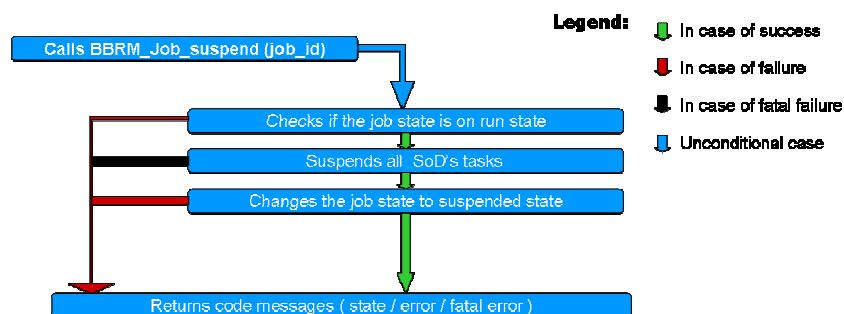 Legend:
Calls BBRM_Job_suspend (job_id)
In case of success
In case of failure
In case of fatal failure
Unconditional case
Checks if the job state is on run state
Suspends all SoD's tasks
Changes the job state to suspended state
Returns code messages ( state / error / fatal error )